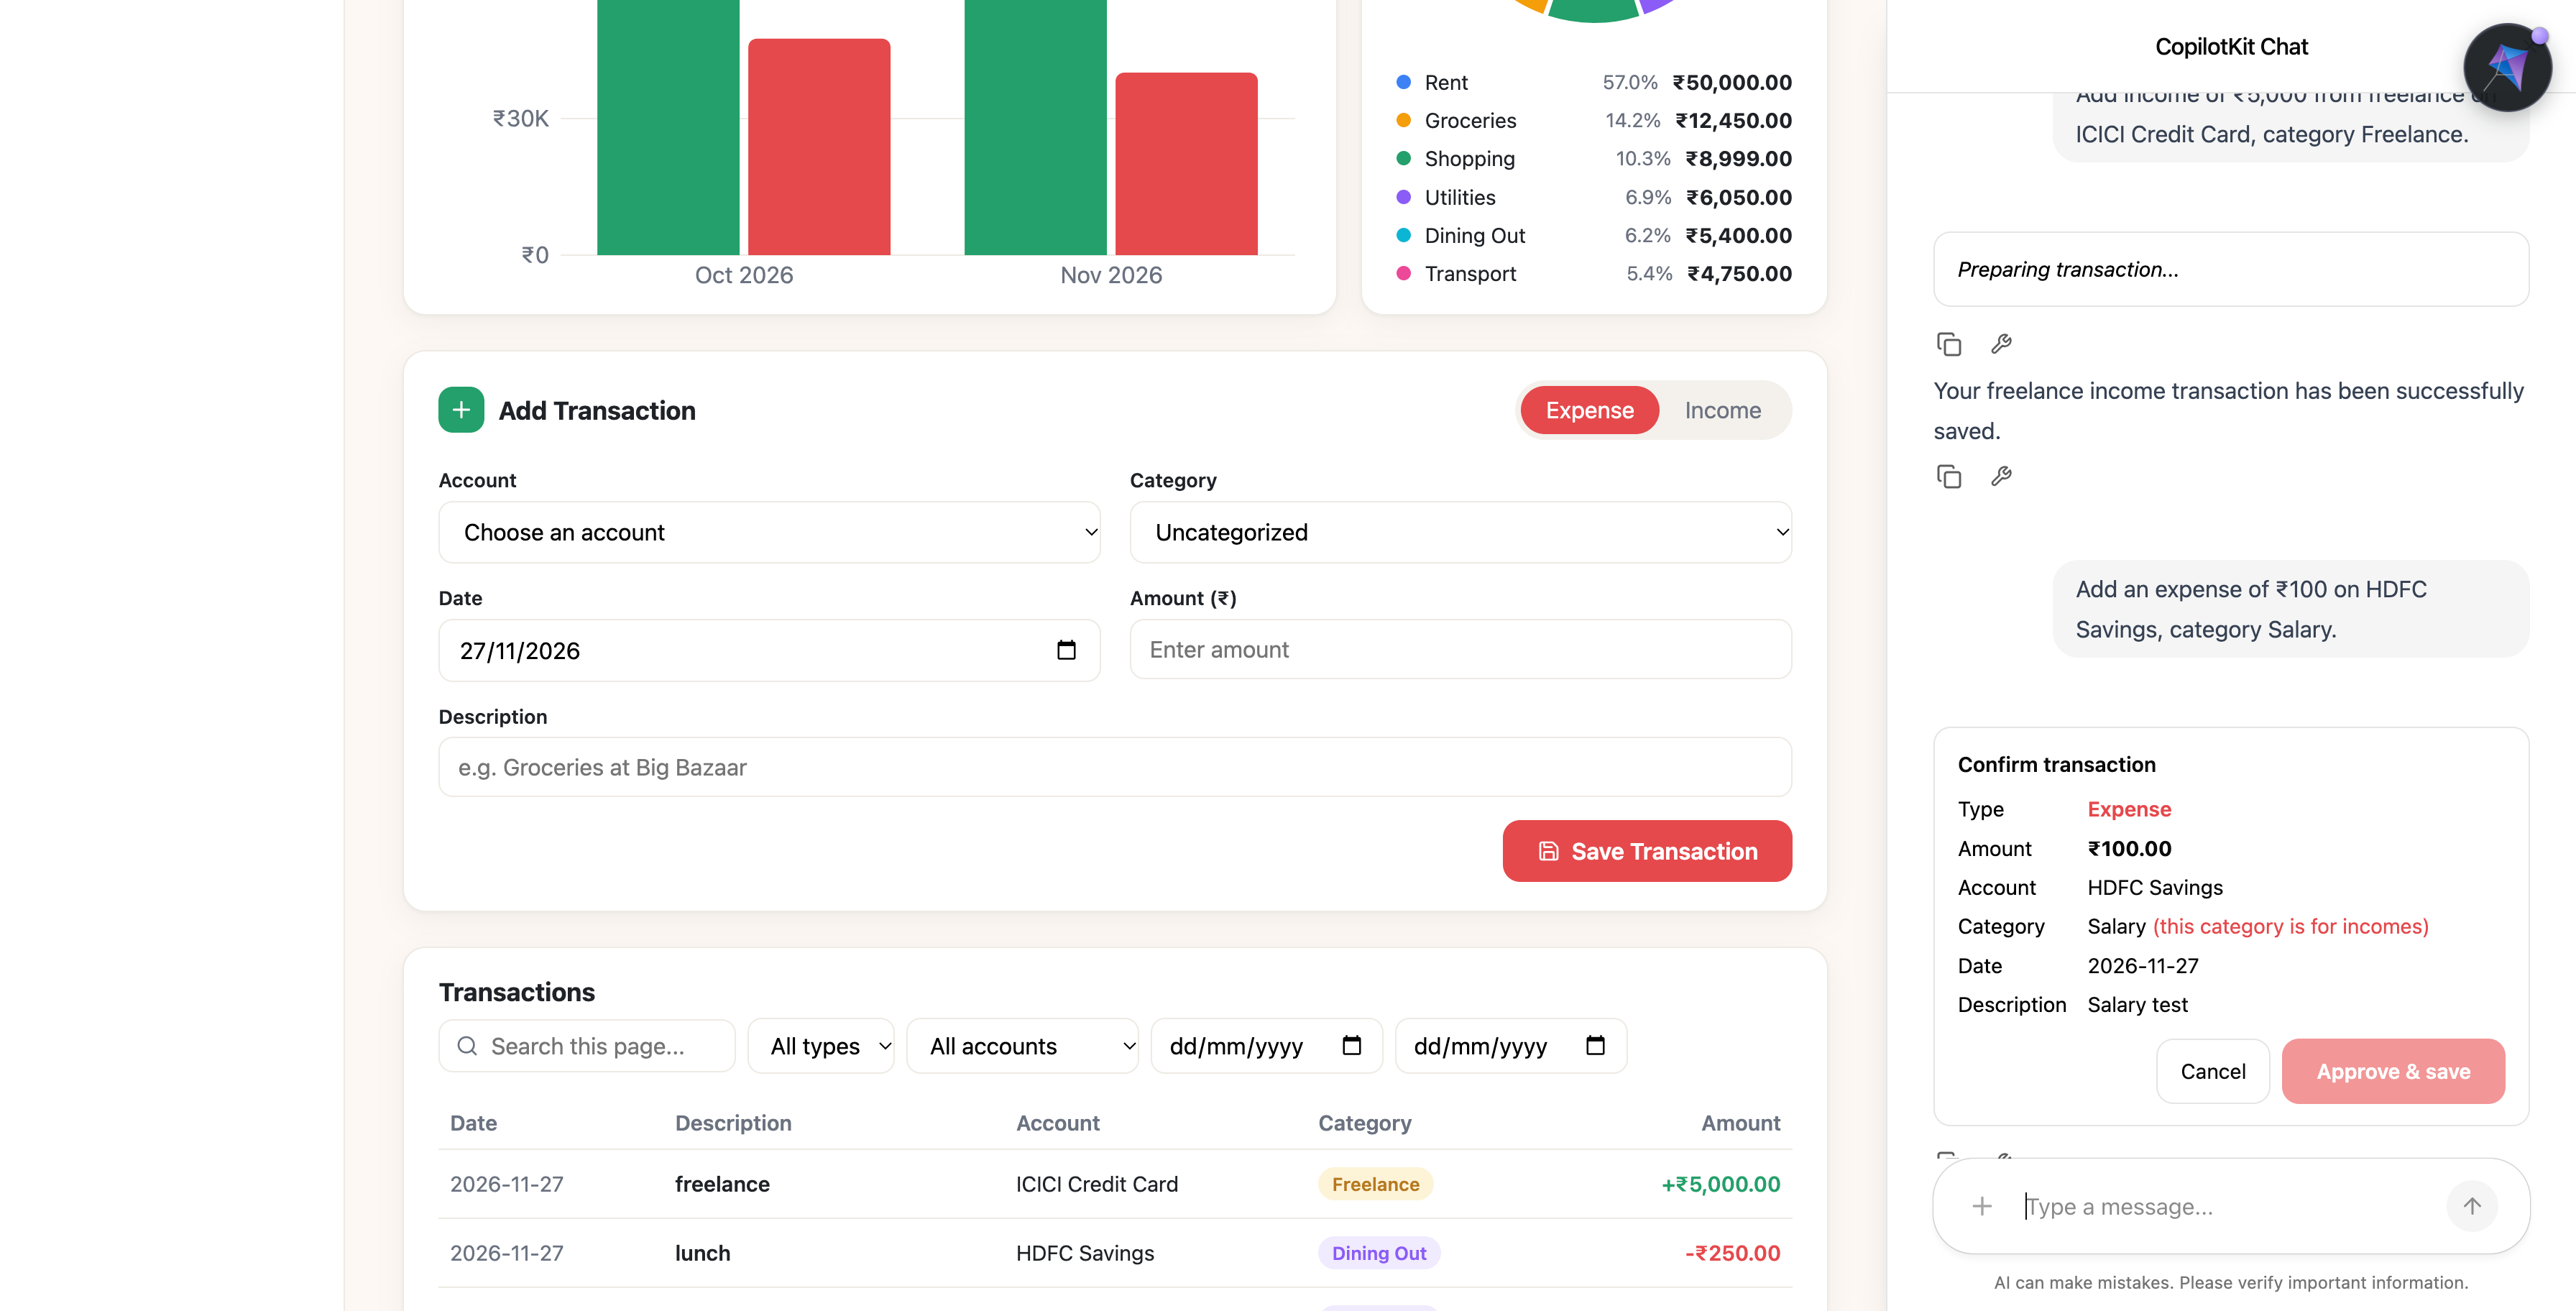 ₹30K
₹0
Oct 2026
Nov 2026
Rent 57.0% ₹50,000.00
Groceries 14.2% ₹12,450.00
Shopping 10.3% ₹8,999.00
Utilities 6.9% ₹6,050.00
Dining Out 6.2% ₹5,400.00
Transport 5.4% ₹4,750.00
Add Transaction
Expense
Income
Account
Choose an account
Category
Uncategorized
Date
27/11/2026
Amount (₹)
Enter amount
Description
e.g. Groceries at Big Bazaar
Save Transaction
Transactions
Search this page...
All types
All accounts
dd/mm/yyyy
dd/mm/yyyy
Date Description Account Category Amount
2026-11-27 freelance ICICI Credit Card Freelance +₹5,000.00
2026-11-27 lunch HDFC Savings Dining Out -₹250.00
CopilotKit Chat
Add income of ₹5,000 from freelance on
ICICI Credit Card, category Freelance.
Preparing transaction...
Your freelance income transaction has been successfully
saved.
Add an expense of ₹100 on HDFC
Savings, category Salary.
Confirm transaction
Type Expense
Amount ₹100.00
Account HDFC Savings
Category Salary (this category is for incomes)
Date 2026-11-27
Description Salary test
Cancel
Approve & save
Type a message...
AI can make mistakes. Please verify important information.